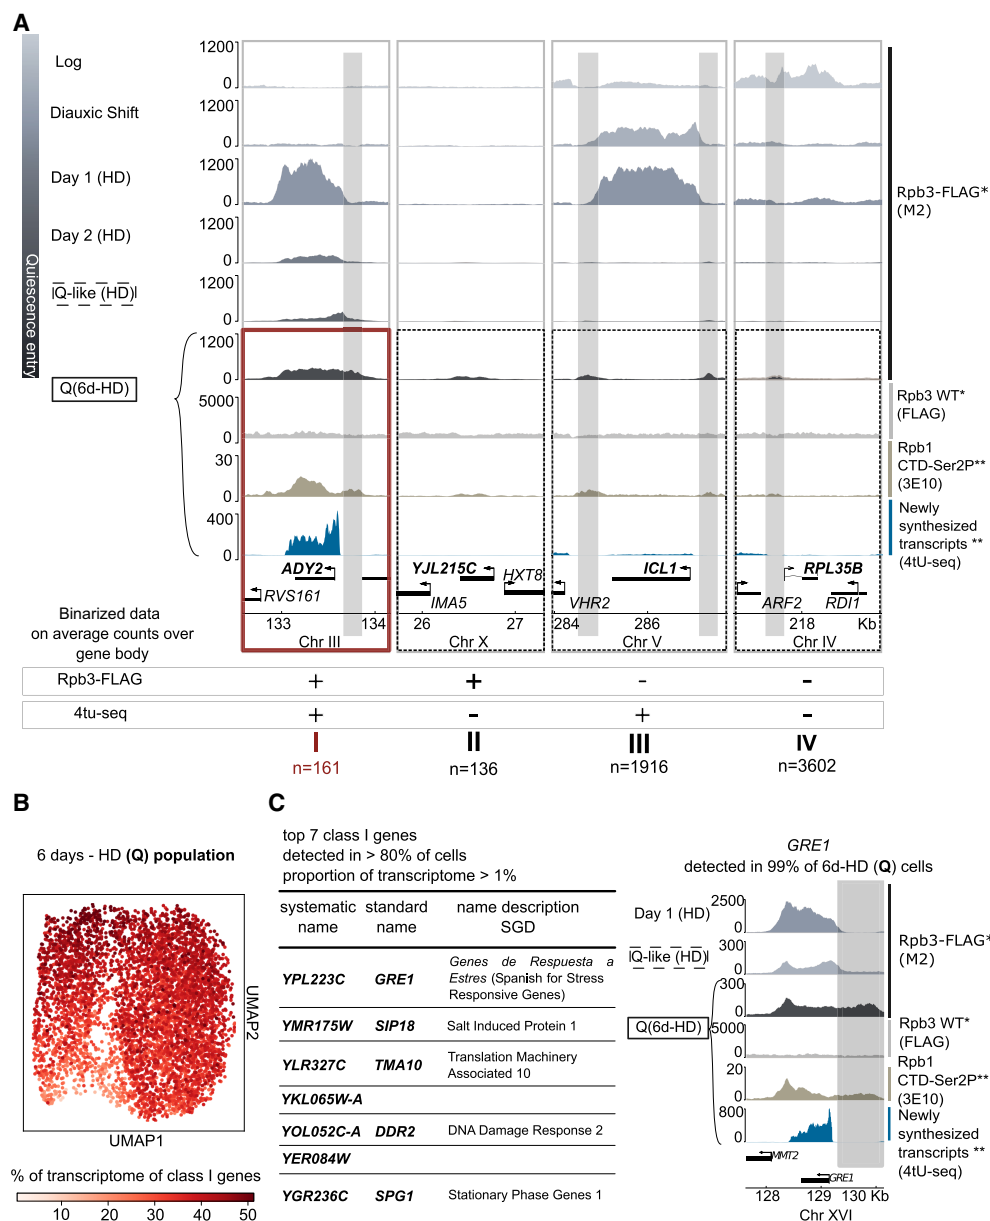 A
Quiescence entry
Log
Diauxic Shift
Day 1 (HD)
Day 2 (HD)
|Q-like (HD)|
Q(6d-HD)
1200
0
1200
0
1200
0
1200
0
1200
0
1200
0
5000
0
30
0
400
0
Rpb3-FLAG*
(M2)
Rpb3 WT*
(FLAG)
Rpb1
CTD-Ser2P**
(3E10)
Newly
synthesized
transcripts **
(4tU-seq)
ADY2
RVS161
133 134
Chr III
YJL215C
HXT8
IMA5
26 27
Chr X
ICL1
VHR2
284 286
Chr V
RPL35B
ARF2 RDI1
218 Kb
Chr IV
Binarized data
on average counts over
gene body
Rpb3-FLAG + + - -
4tu-seq + - + -
I II III IV
n=161 n=136 n=1916 n=3602
B
6 days - HD (Q) population
UMAP2
UMAP1
% of transcriptome of class I genes
10 20 30 40 50
C
top 7 class I genes
detected in > 80% of cells
proportion of transcriptome > 1%
systematic name standard name name description SGD
YPL223C GRE1 Genes de Respuesta a
Estres (Spanish for Stress
Responsive Genes)
YMR175W SIP18 Salt Induced Protein 1
YLR327C TMA10 Translation Machinery
Associated 10
YKL065W-A
YOL052C-A DDR2 DNA Damage Response 2
YER084W
YGR236C SPG1 Stationary Phase Genes 1
GRE1
detected in 99% of 6d-HD (Q) cells
Day 1 (HD)
|Q-like (HD)|
Q(6d-HD)
2500
0
300
0
300
0
5000
0
20
0
800
0
Rpb3-FLAG*
(M2)
Rpb3 WT*
(FLAG)
Rpb1
CTD-Ser2P**
(3E10)
Newly
synthesized
transcripts **
(4tU-seq)
MMT2
GRE1
128 129 130 Kb
Chr XVI